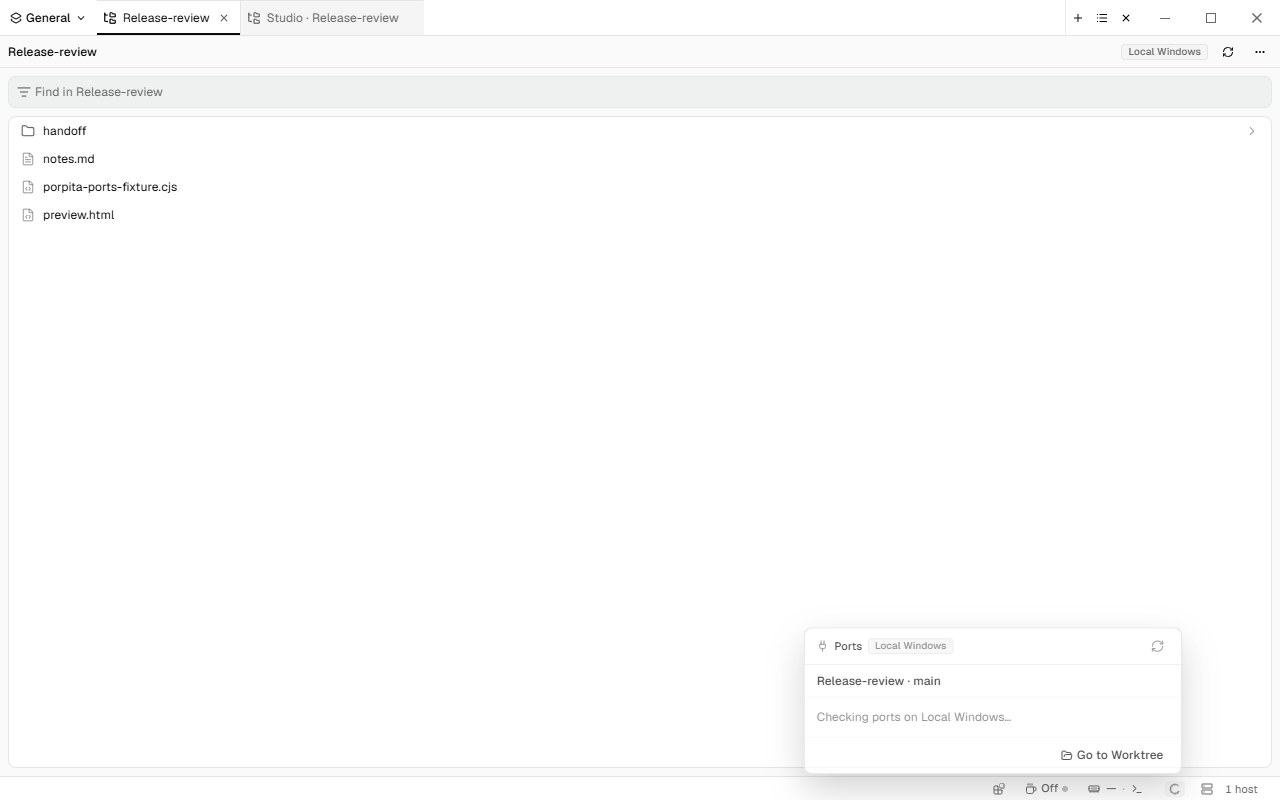 General
Release-review
Studio · Release-review
Release-review
Local Windows
Find in Release-review
handoff
notes.md
porpita-ports-fixture.cjs
preview.html
Ports
Local Windows
Release-review · main
Checking ports on Local Windows…
Go to Worktree
Off
— ·
1 host